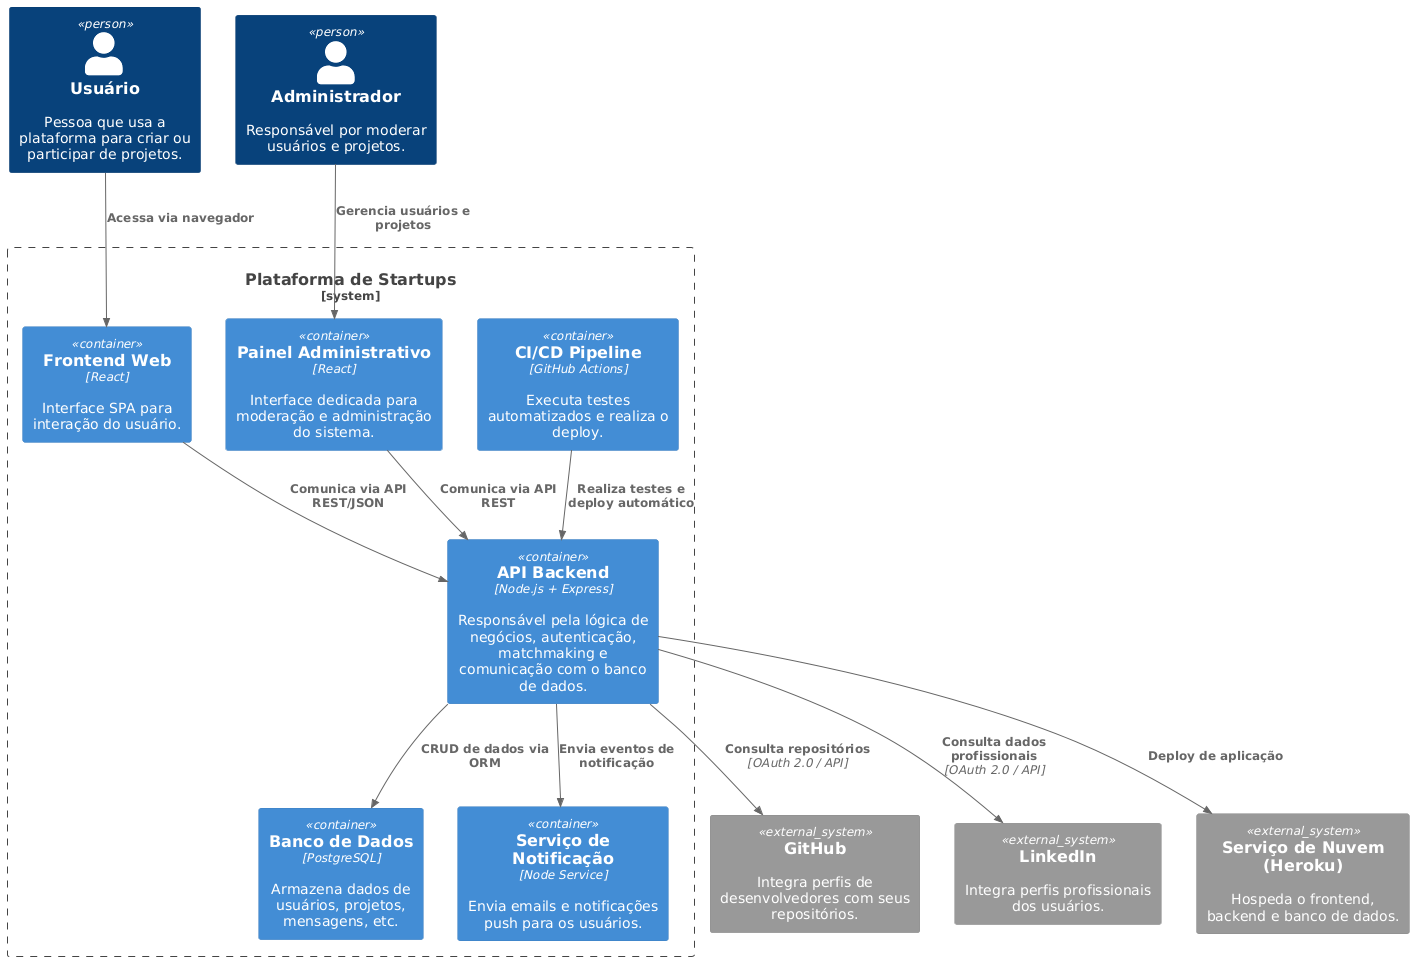 «person»
Usuário
Pessoa que usa a
plataforma para criar ou
participar de projetos.
«person»
Administrador
Responsável por moderar
usuários e projetos.
Acessa via navegador
Gerencia usuários e
projetos
Plataforma de Startups
[system]
«container»
Frontend Web
[React]
Interface SPA para
interação do usuário.
«container»
Painel Administrativo
[React]
Interface dedicada para
moderação e administração
do sistema.
«container»
CI/CD Pipeline
[GitHub Actions]
Executa testes
automatizados e realiza o
deploy.
Comunica via API
REST/JSON
Comunica via API
REST
Realiza testes e
deploy automático
«container»
API Backend
[Node.js + Express]
Responsável pela lógica de
negócios, autenticação,
matchmaking e
comunicação com o banco
de dados.
CRUD de dados via
ORM
Envia eventos de
notificação
Consulta repositórios
[OAuth 2.0 / API]
Consulta dados
profissionais
[OAuth 2.0 / API]
Deploy de aplicação
«container»
Banco de Dados
[PostgreSQL]
Armazena dados de
usuários, projetos,
mensagens, etc.
«container»
Serviço de
Notificação
[Node Service]
Envia emails e notificações
push para os usuários.
«external_system»
GitHub
Integra perfis de
desenvolvedores com seus
repositórios.
«external_system»
LinkedIn
Integra perfis profissionais
dos usuários.
«external_system»
Serviço de Nuvem
(Heroku)
Hospeda o frontend,
backend e banco de dados.